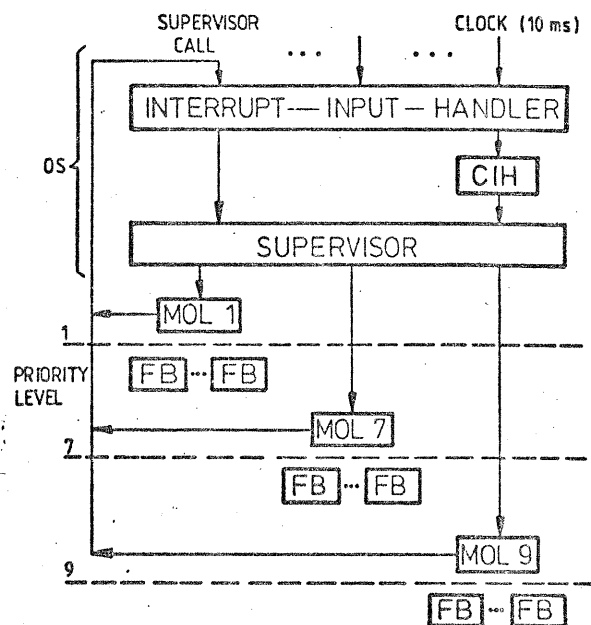 SUPERVISOR
CALL
... ...
CLOCK (10 ms)
INTERRUPT — INPUT — HANDLER
OS
CIH
SUPERVISOR
MOL 1
1
PRIORITY
LEVEL
FB ... FB
MOL 7
7
FB ... FB
MOL 9
9
FB ... FB